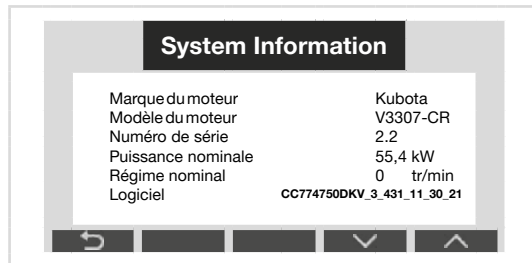 System Information
Marque du moteur Kubota
Modèle du moteur V3307-CR
Numéro de série 2.2
Puissance nominale 55,4 kW
Régime nominal 0 tr/min
Logiciel CC774750DKV_3_431_11_30_21